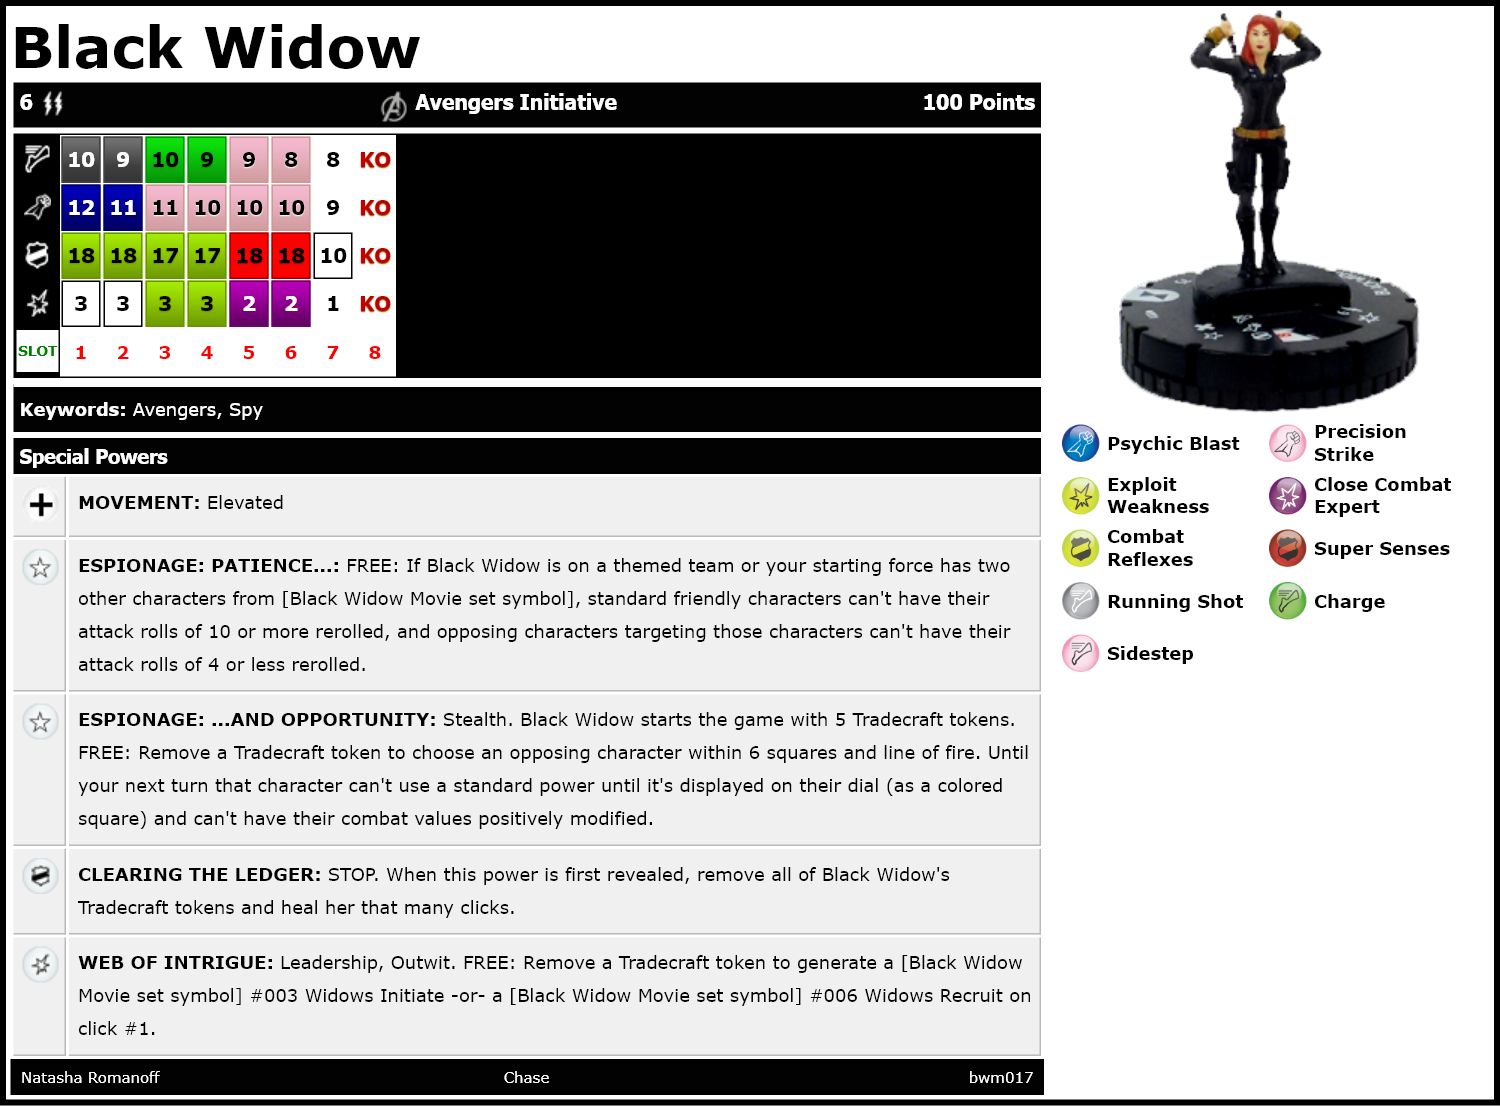 Black Widow
6 Avengers Initiative 100 Points
10 9 10 9 9 8 8 KO
12 11 11 10 10 10 9 KO
18 18 17 17 18 18 10 KO
3 3 3 3 2 2 1 KO
SLOT 1 2 3 4 5 6 7 8
Keywords: Avengers, Spy
Special Powers
MOVEMENT: Elevated
ESPIONAGE: PATIENCE...: FREE: If Black Widow is on a themed team or your starting force has two
other characters from [Black Widow Movie set symbol], standard friendly characters can't have their
attack rolls of 10 or more rerolled, and opposing characters targeting those characters can't have their
attack rolls of 4 or less rerolled.
ESPIONAGE: ...AND OPPORTUNITY: Stealth. Black Widow starts the game with 5 Tradecraft tokens.
FREE: Remove a Tradecraft token to choose an opposing character within 6 squares and line of fire. Until
your next turn that character can't use a standard power until it's displayed on their dial (as a colored
square) and can't have their combat values positively modified.
CLEARING THE LEDGER: STOP. When this power is first revealed, remove all of Black Widow's
Tradecraft tokens and heal her that many clicks.
WEB OF INTRIGUE: Leadership, Outwit. FREE: Remove a Tradecraft token to generate a [Black Widow
Movie set symbol] #003 Widows Initiate -or- a [Black Widow Movie set symbol] #006 Widows Recruit on
click #1.
Natasha Romanoff Chase bwm017
Psychic Blast
Precision
Strike
Exploit
Weakness
Close Combat
Expert
Combat
Reflexes
Super Senses
Running Shot
Charge
Sidestep